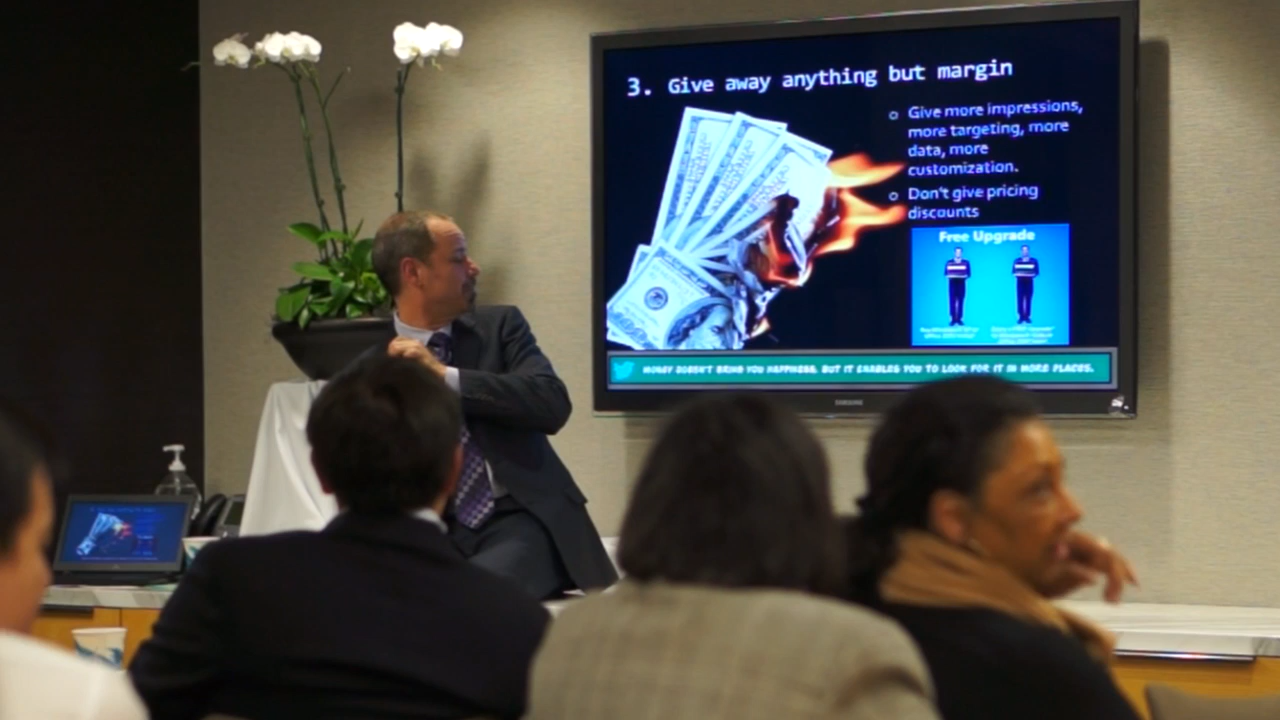 3. Give away anything but margin
o Give more impressions,
more targeting, more
data, more
customization.
o Don't give pricing
discounts
Free Upgrade
MONEY DOESN'T BRING YOU HAPPINESS, BUT IT ENABLES YOU TO LOOK FOR IT IN MORE PLACES.
SAMSUNG